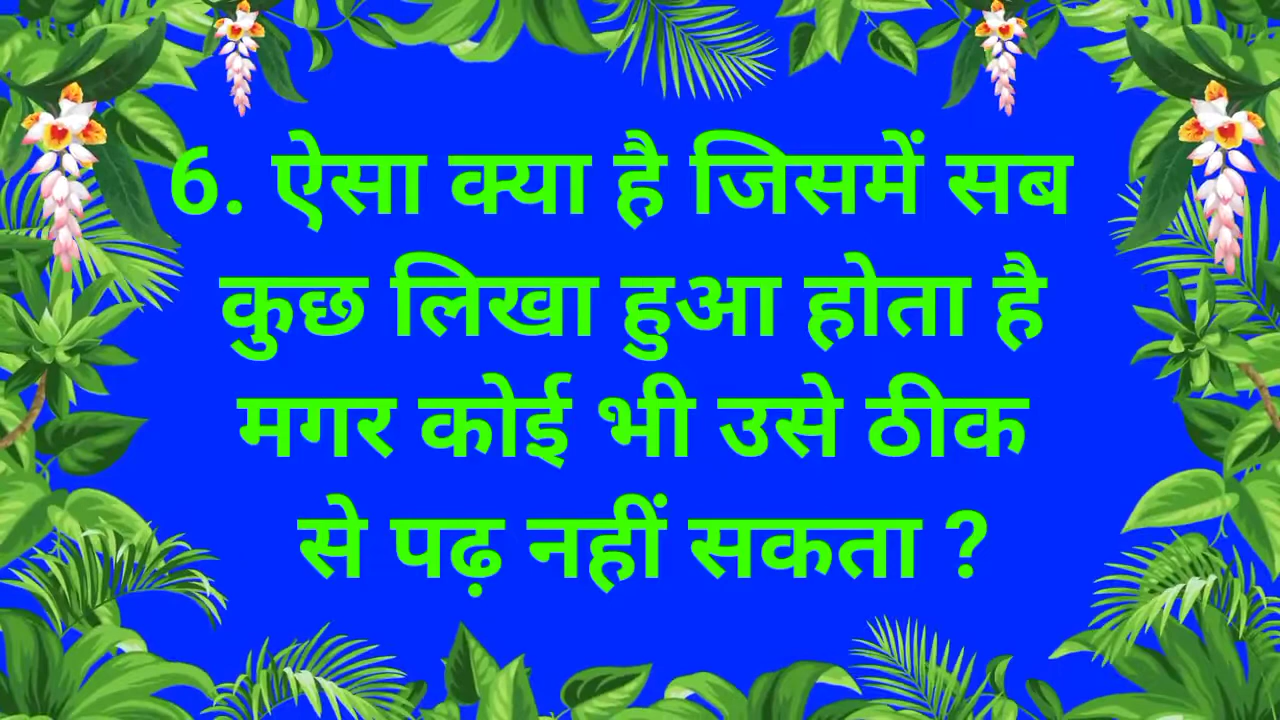 6. ऐसा क्या है जिसमें सब
कुछ लिखा हुआ होता है
मगर कोई भी उसे ठीक
से पढ़ नहीं सकता ?